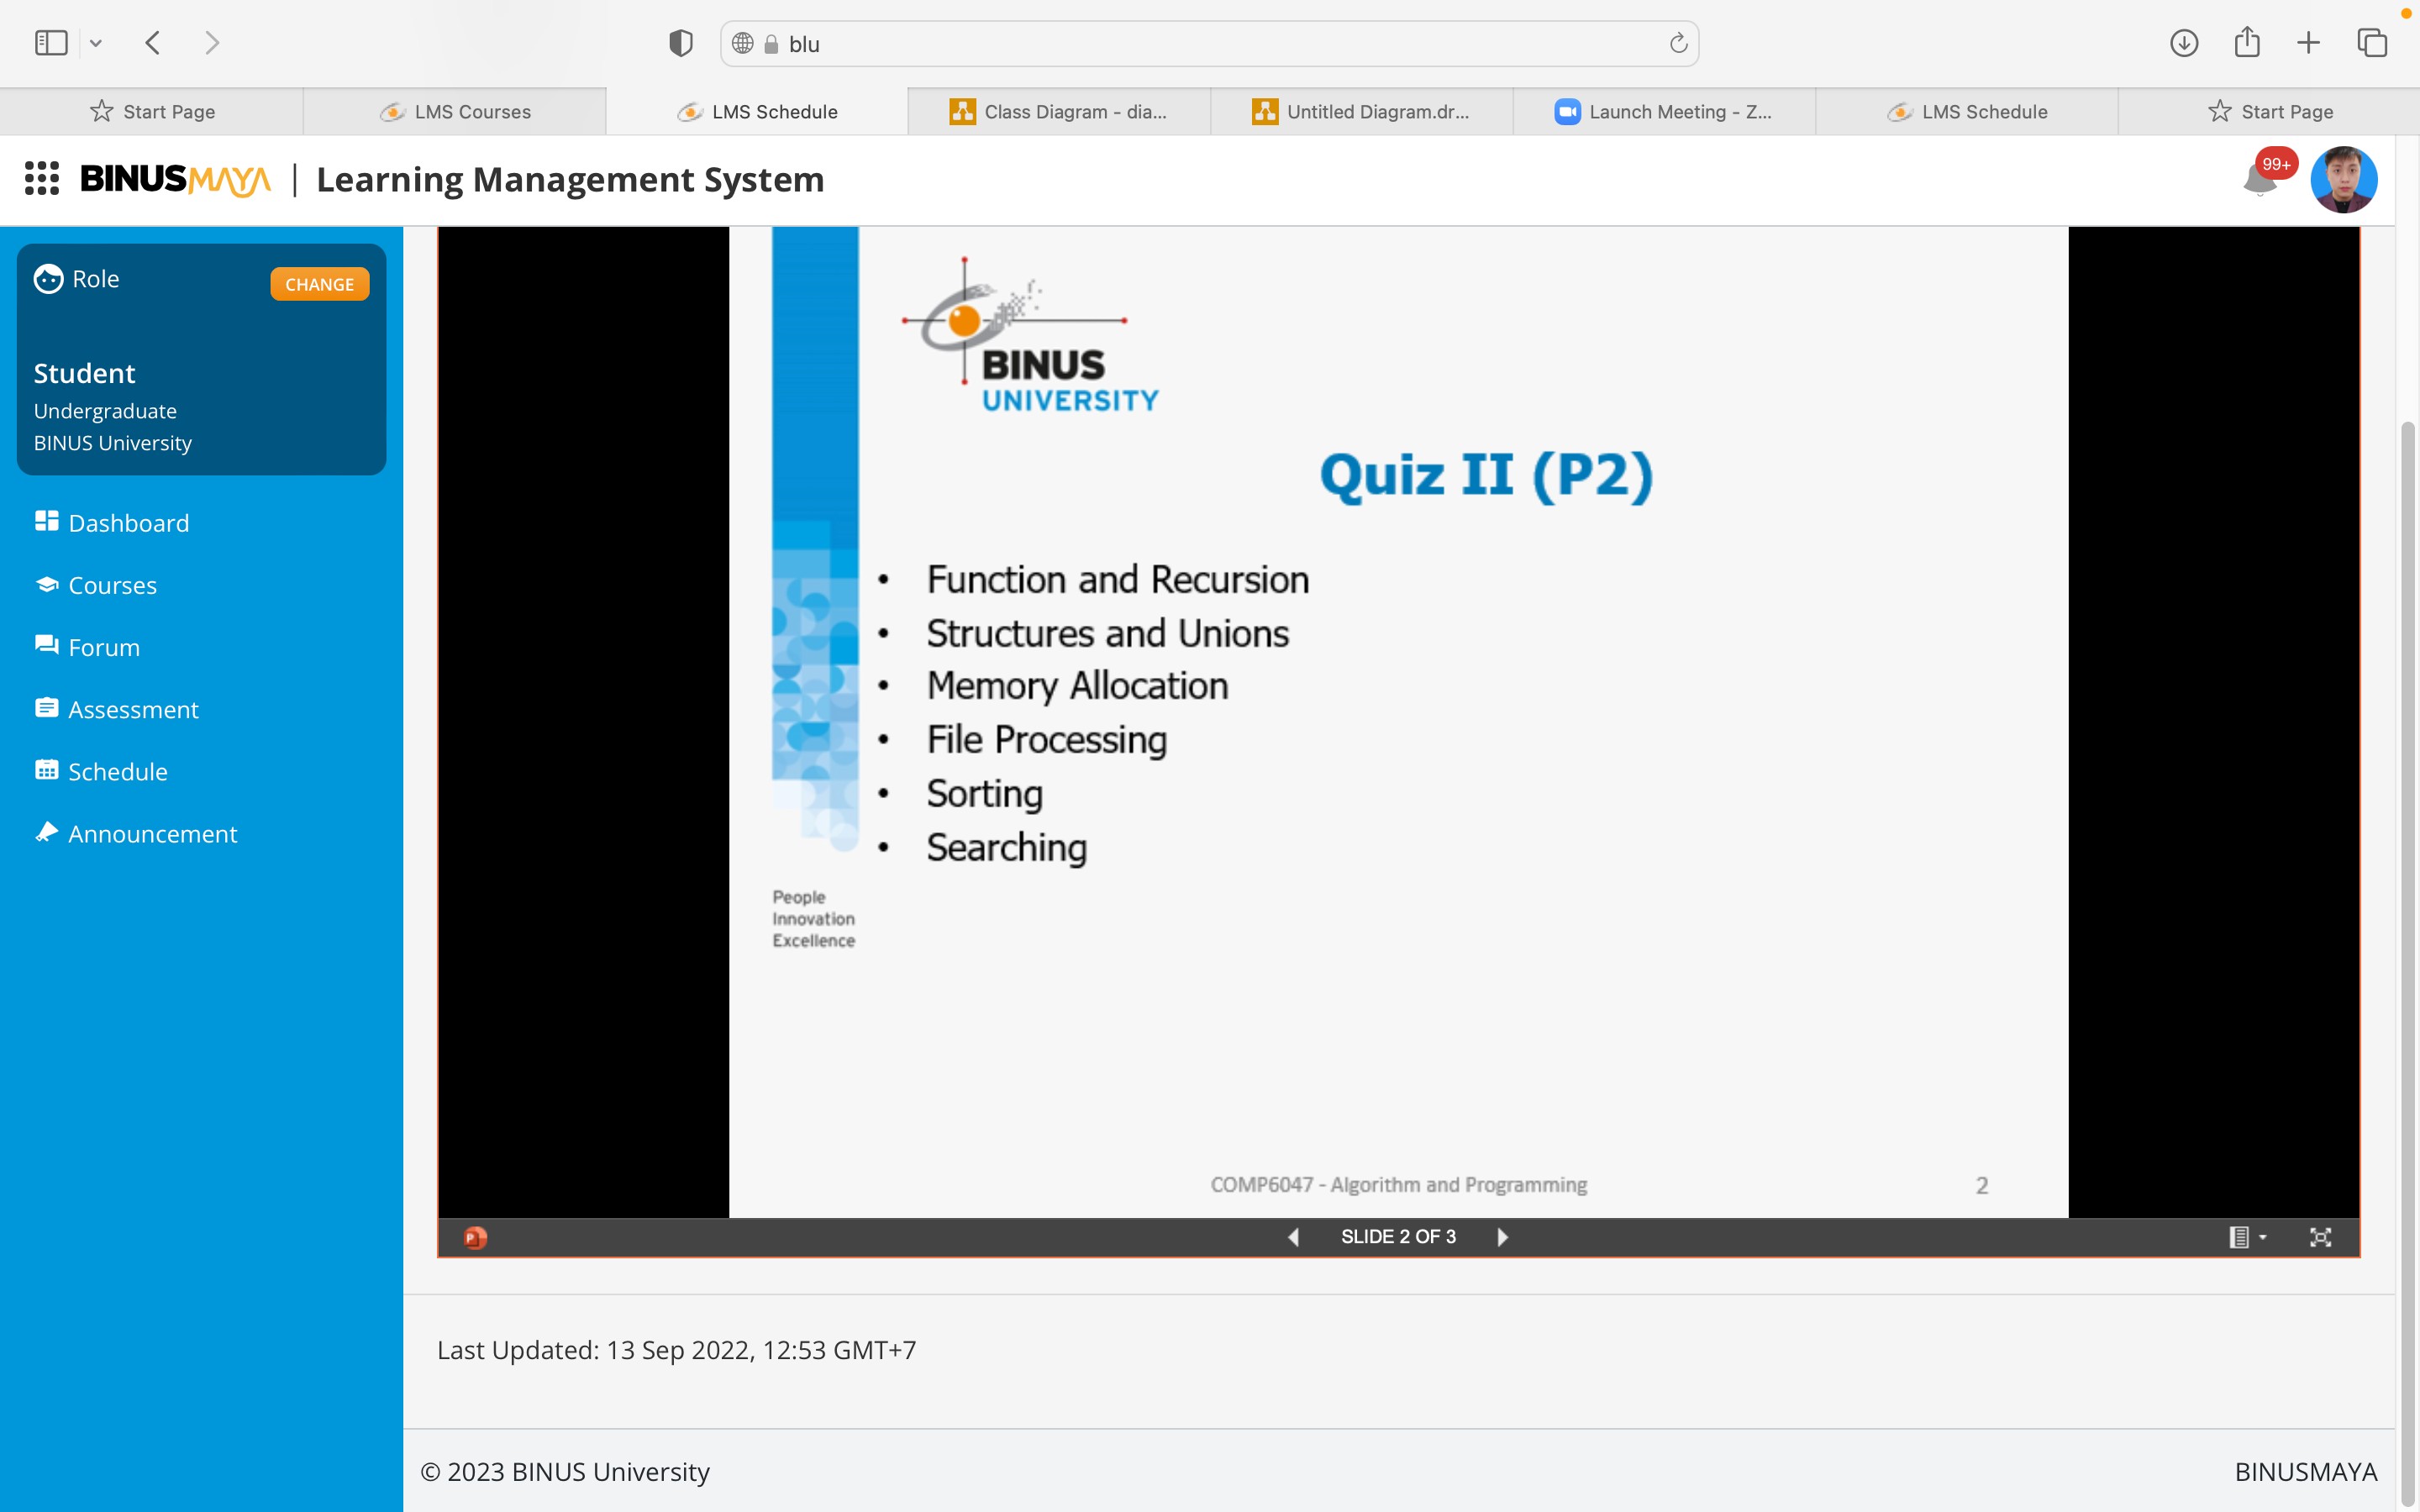 blu
Start Page
LMS Courses
LMS Schedule
Class Diagram - dia...
Untitled Diagram.dr...
Launch Meeting - Z...
LMS Schedule
Start Page
BINUSMAYA | Learning Management System
99+
Role
CHANGE
Student
Undergraduate
BINUS University
Dashboard
Courses
Forum
Assessment
Schedule
Announcement
BINUS
UNIVERSITY
Quiz II (P2)
• Function and Recursion
• Structures and Unions
• Memory Allocation
• File Processing
• Sorting
• Searching
People
Innovation
Excellence
COMP6047 - Algorithm and Programming
2
P
SLIDE 2 OF 3
Last Updated: 13 Sep 2022, 12:53 GMT+7
© 2023 BINUS University
BINUSMAYA